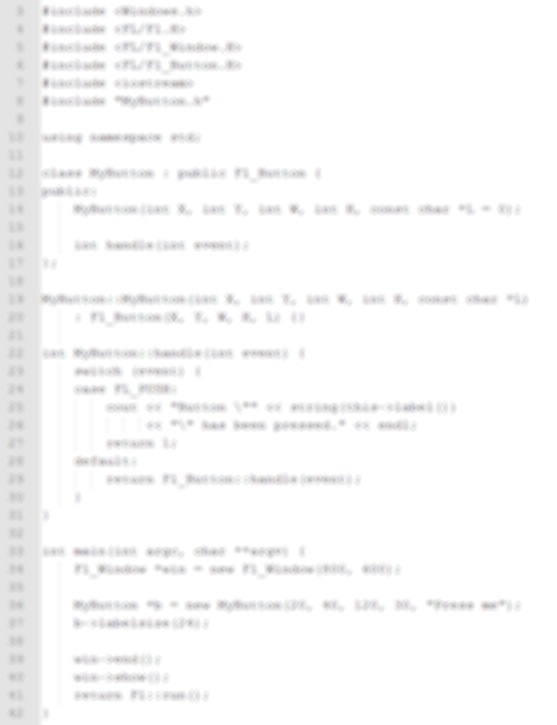 3 #include <Windows.h>
4 #include <fl/fl.H>
5 #include <fl/fl_Window.H>
6 #include <fl/fl_Button.H>
7 #include <iostream>
8 #include "MyButton.h"
9
10 using namespace std;
11
12 class MyButton : public fl_Button {
13 public:
14 MyButton(int X, int Y, int W, int H, const char *L = 0);
15
16 int handle(int event);
17 };
18
19 MyButton::MyButton(int X, int Y, int W, int H, const char *L)
20 : fl_Button(X, Y, W, H, L) {}
21
22 int MyButton::handle(int event) {
23 switch (event) {
24 case fl_PUSH:
25 cout << "Button \"" << string(this->label())
26 << "\" has been pressed." << endl;
27 return 1;
28 default:
29 return fl_Button::handle(event);
30 }
31 }
32
33 int main(int argc, char **argv) {
34 fl_Window *win = new fl_Window(800, 600);
35
36 MyButton *b = new MyButton(20, 40, 120, 30, "Press me");
37 b->labelsize(24);
38
39 win->end();
40 win->show();
41 return fl::run();
42 }